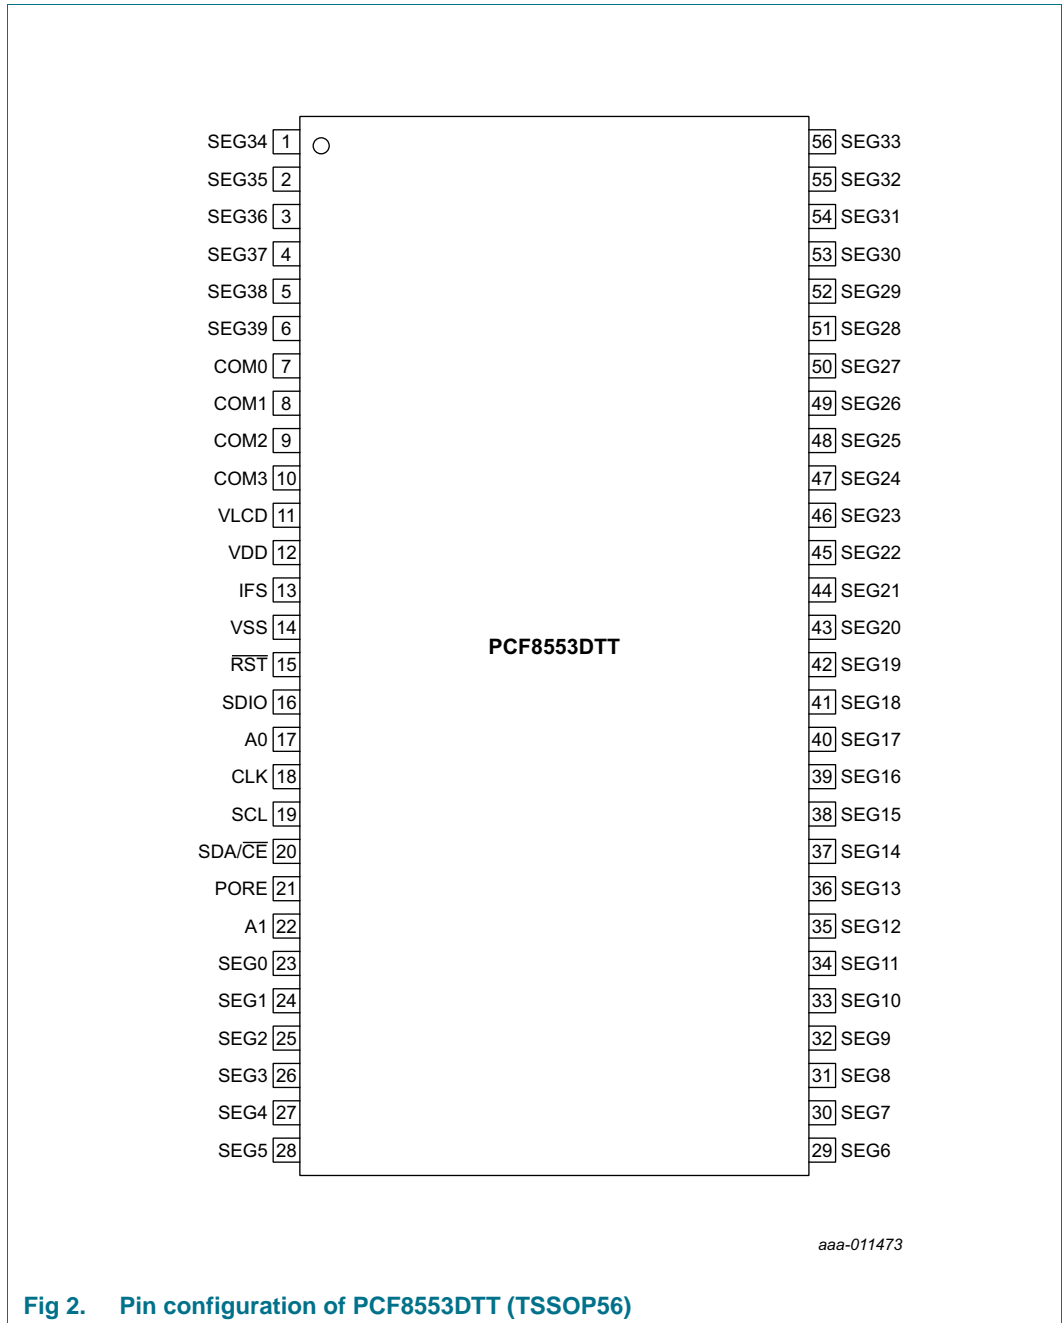 SEG34 1 56 SEG33
SEG35 2 55 SEG32
SEG36 3 54 SEG31
SEG37 4 53 SEG30
SEG38 5 52 SEG29
SEG39 6 51 SEG28
COM0 7 50 SEG27
COM1 8 49 SEG26
COM2 9 48 SEG25
COM3 10 47 SEG24
VLCD 11 46 SEG23
VDD 12 45 SEG22
IFS 13 44 SEG21
VSS 14 43 SEG20
PCF8553DTT
R̅S̅T̅ 15 42 SEG19
SDIO 16 41 SEG18
A0 17 40 SEG17
CLK 18 39 SEG16
SCL 19 38 SEG15
SDA/C̅E̅ 20 37 SEG14
PORE 21 36 SEG13
A1 22 35 SEG12
SEG0 23 34 SEG11
SEG1 24 33 SEG10
SEG2 25 32 SEG9
SEG3 26 31 SEG8
SEG4 27 30 SEG7
SEG5 28 29 SEG6
aaa-011473
Fig 2. Pin configuration of PCF8553DTT (TSSOP56)